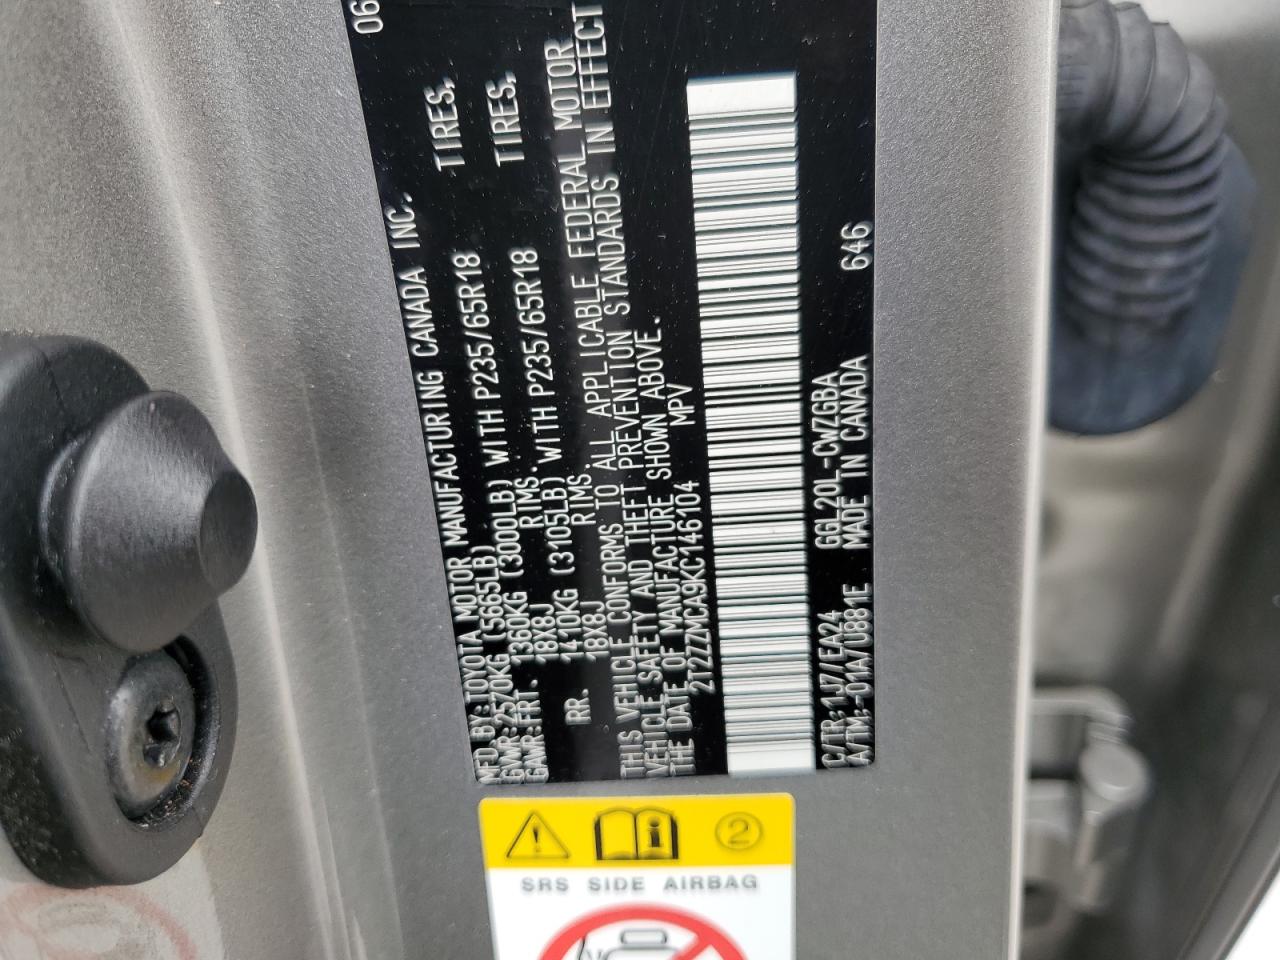 MFD BY: TOYOTA MOTOR MANUFACTURING CANADA INC. 06
GVWR: 2570KG (5665LB)
GAWR: FRT. 1360KG (3000LB) WITH P235/65R18 TIRES,
18X8J RIMS.
RR. 1410KG (3105LB) WITH P235/65R18 TIRES,
18X8J RIMS.
THIS VEHICLE CONFORMS TO ALL APPLICABLE FEDERAL MOTOR
VEHICLE SAFETY AND THEFT PREVENTION STANDARDS IN EFFECT
THE DATE OF MANUFACTURE SHOWN ABOVE.
2T2ZZMCA9KC146104 MPV
C/TR: 1J7/EA24 GGL20L-CWZGBA
A/TM: -01A/U881E MADE IN CANADA 646
2
SRS SIDE AIRBAG